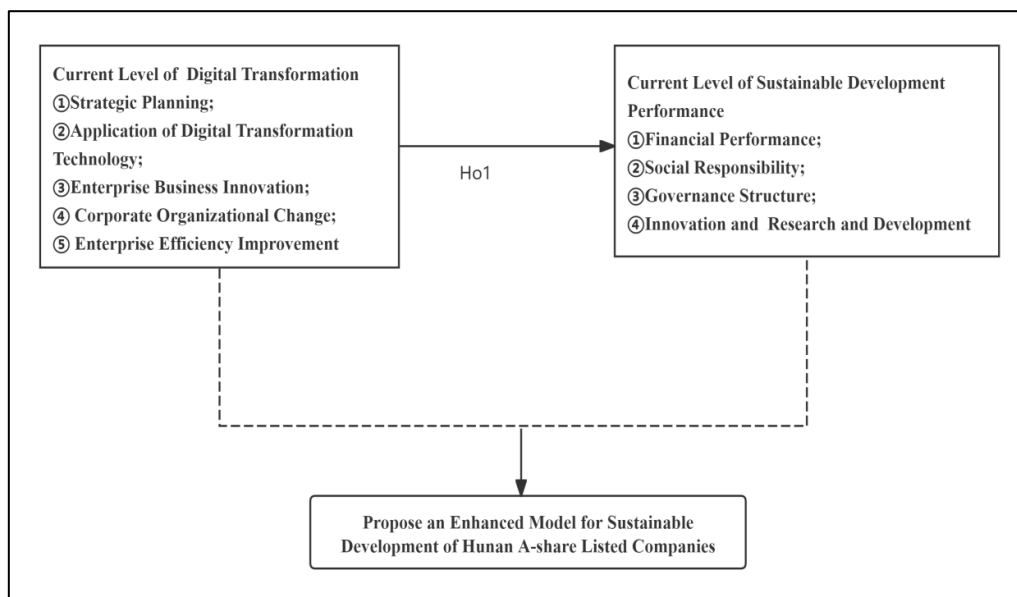 Current Level of Digital Transformation
①Strategic Planning;
②Application of Digital Transformation
Technology;
③Enterprise Business Innovation;
④ Corporate Organizational Change;
⑤ Enterprise Efficiency Improvement
Ho1
Current Level of Sustainable Development
Performance
①Financial Performance;
②Social Responsibility;
③Governance Structure;
④Innovation and Research and Development
Propose an Enhanced Model for Sustainable
Development of Hunan A-share Listed Companies